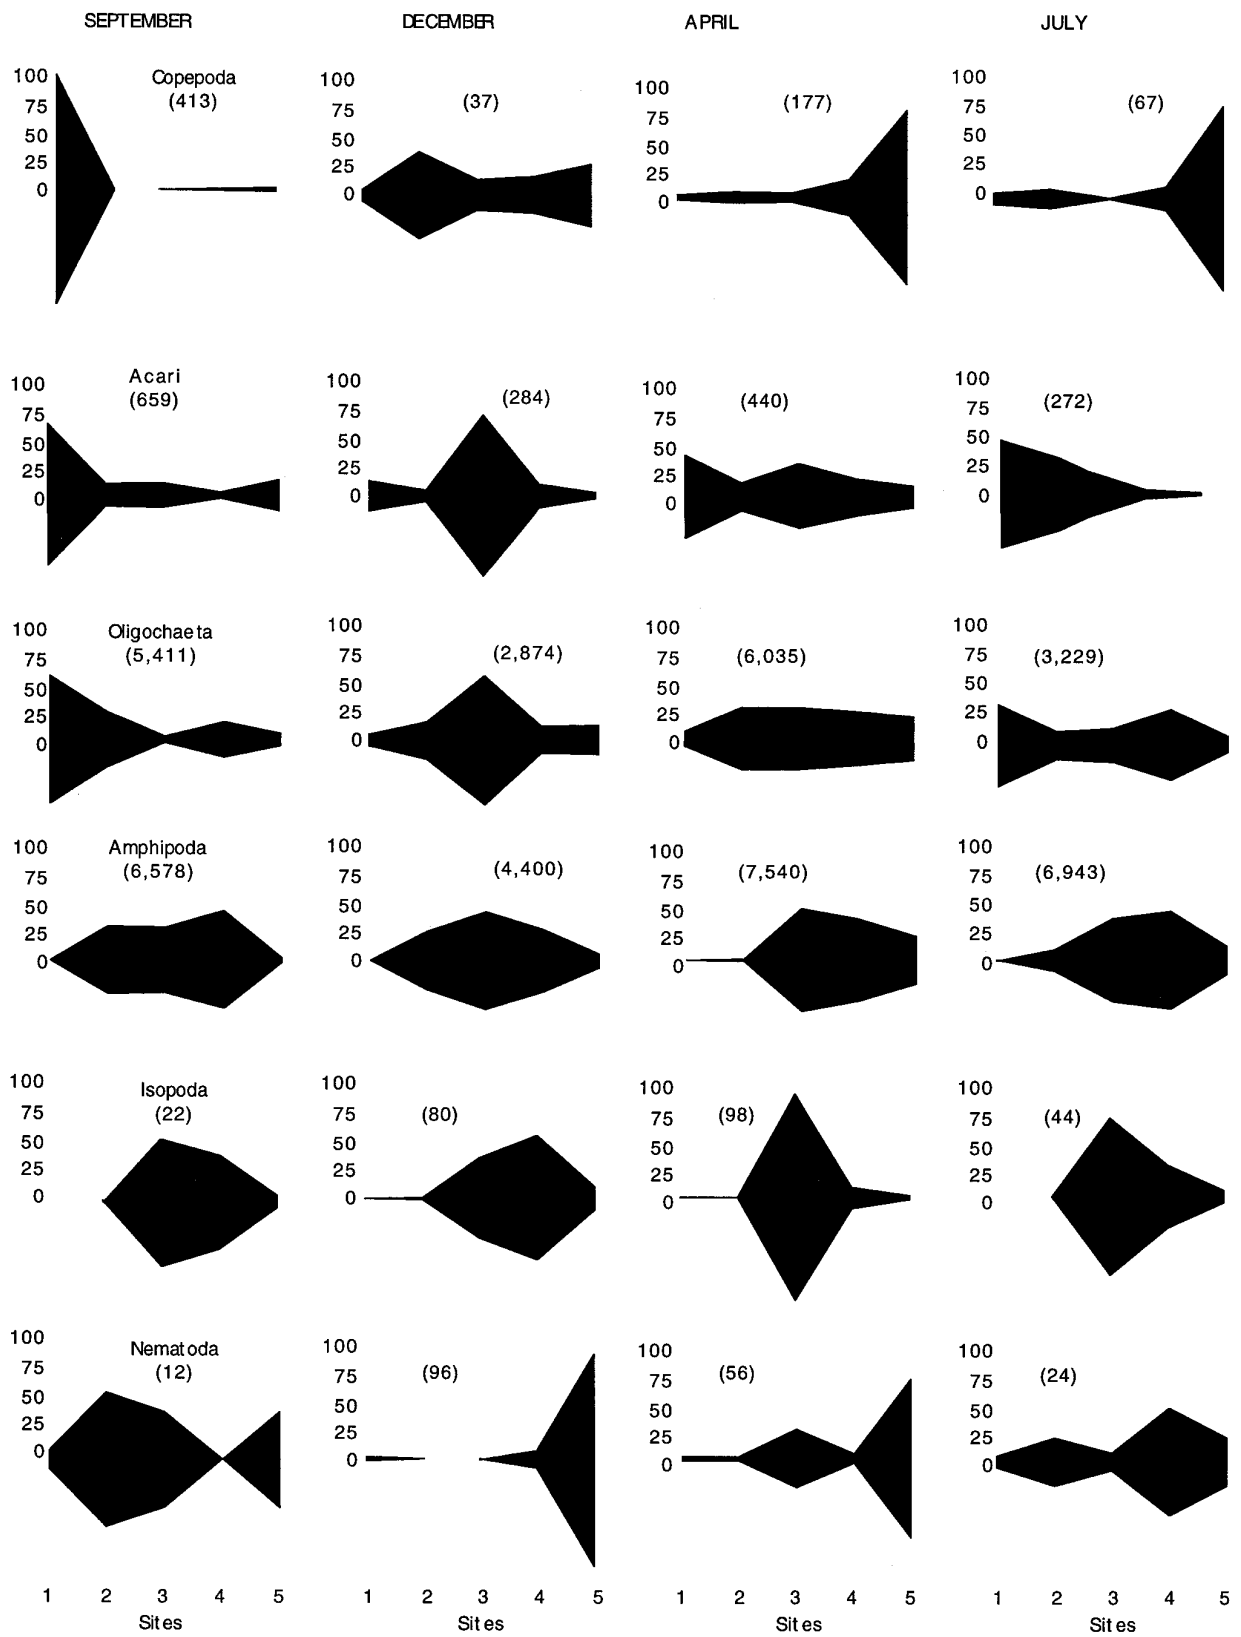 SEPTEMBER DECEMBER APRIL JULY
100 Copepoda 100 100 100
(413) (37) (177) (67)
75 75 75 75
50 50 50 50
25 25 25 25
0 0 0 0
100 Acari 100 100 100
(659) (284) (440) (272)
75 75 75 75
50 50 50 50
25 25 25 25
0 0 0 0
100 Oligochaeta 100 100 100
(5,411) (2,874) (6,035) (3,229)
75 75 75 75
50 50 50 50
25 25 25 25
0 0 0 0
100 Amphipoda 100 100 100
(6,578) (4,400) (7,540) (6,943)
75 75 75 75
50 50 50 50
25 25 25 25
0 0 0 0
100 Isopoda 100 100 100
(22) (80) (98) (44)
75 75 75 75
50 50 50 50
25 25 25 25
0 0 0 0
100 Nematoda 100 100 100
(12) (96) (56) (24)
75 75 75 75
50 50 50 50
25 25 25 25
0 0 0 0
1 2 3 4 5 1 2 3 4 5 1 2 3 4 5 1 2 3 4 5
Sites Sites Sites Sites